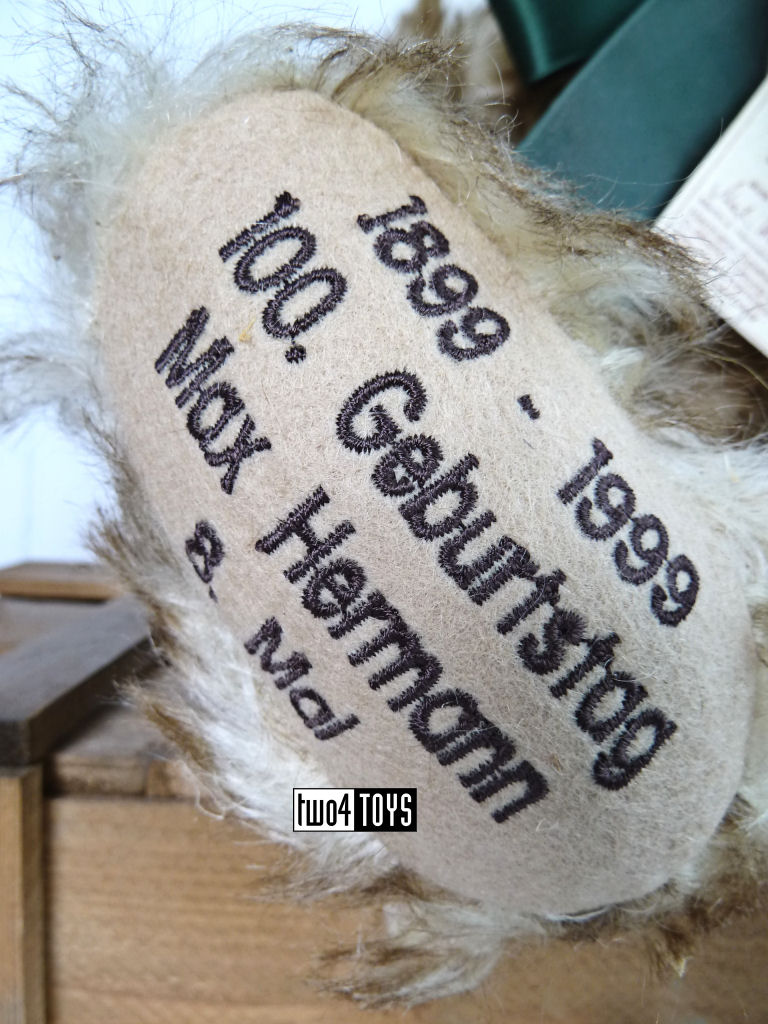 1899 - 1999
100. Geburtstag
Max Hermann
8. Mai
two4TOYS